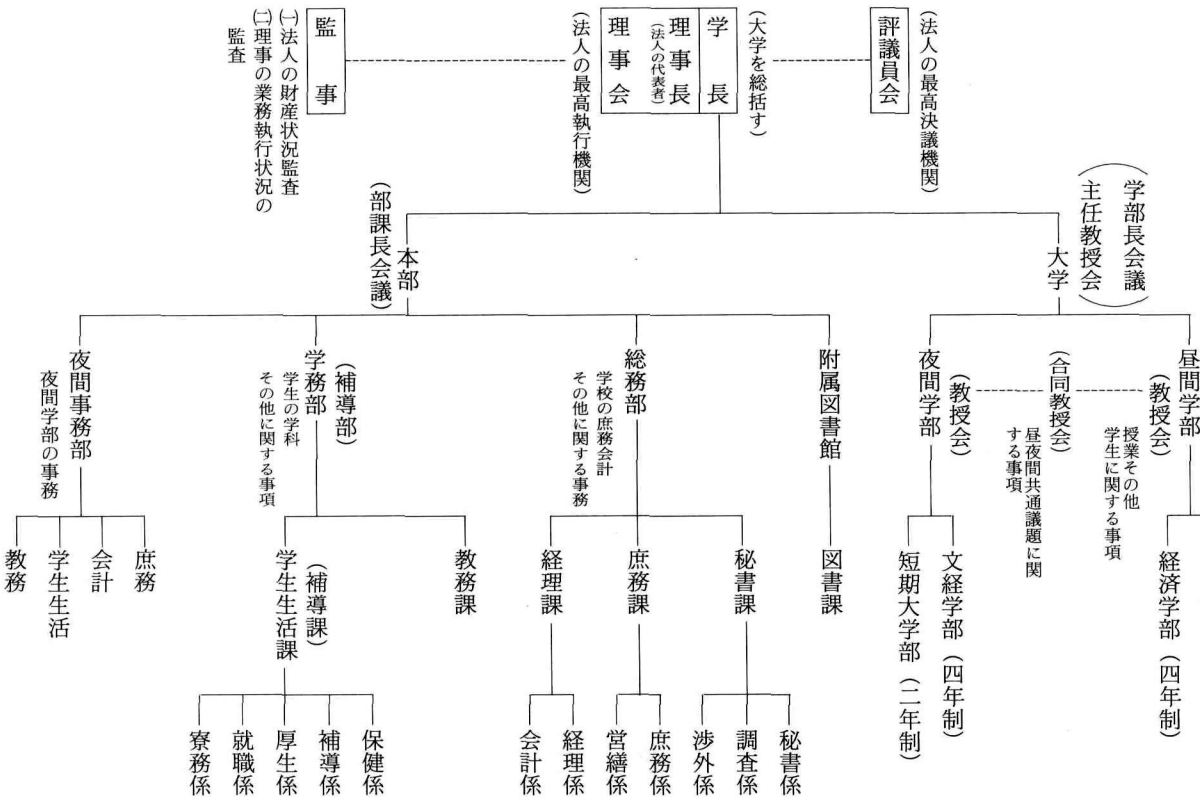 評議員会
(法人の最高決議機関)
学長
(大学を総括す)
理事長
(法人の代表者)
理事会
(法人の最高執行機関)
監事
㈠法人の財産状況監査
㈡理事の業務執行状況の
監査
大学
(学部長会議
主任教授会)
昼間学部
(教授会)
授業その他
学生に関する事項
経済学部(四年制)
(合同教授会)
昼夜間共通議題に関
する事項
夜間学部
(教授会)
文経学部(四年制)
短期大学部(二年制)
本部
(部課長会議)
附属図書館
図書課
総務部
学校の庶務会計
その他に関する事務
秘書課
秘書係
調査係
渉外係
庶務課
庶務係
営繕係
経理課
経理係
会計係
(補導部)
学務部
学生の学科
その他に関する事項
教務課
(補導課)
学生生活課
保健係
補導係
厚生係
就職係
寮務係
夜間事務部
夜間学部の事務
庶務
会計
学生生活
教務